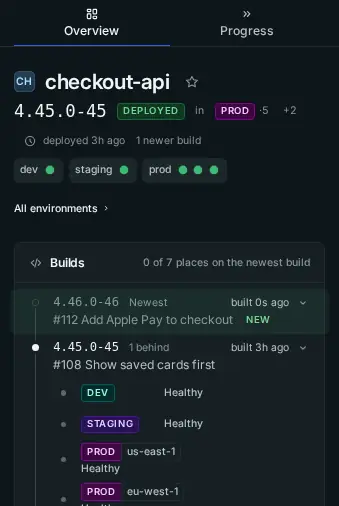 Overview
Progress
CH checkout-api
4.45.0-45 DEPLOYED in PROD ·5 +2
deployed 3h ago 1 newer build
dev staging prod
All environments
Builds 0 of 7 places on the newest build
4.46.0-46 Newest built 0s ago
#112 Add Apple Pay to checkout NEW
4.45.0-45 1 behind built 3h ago
#108 Show saved cards first
DEV Healthy
STAGING Healthy
PROD us-east-1
Healthy
PROD eu-west-1